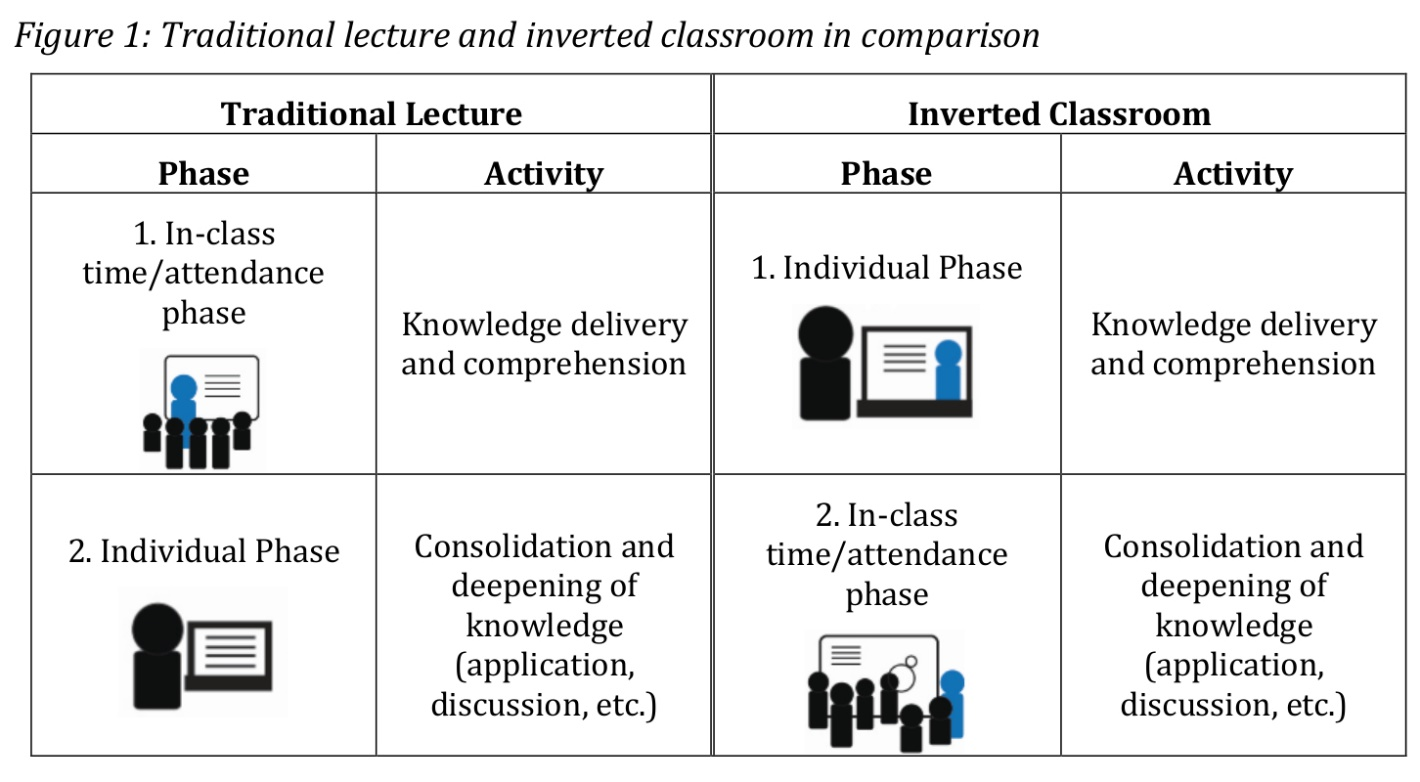 Figure 1: Traditional lecture and inverted classroom in comparison
Traditional Lecture
Inverted Classroom
Phase
Activity
Phase
Activity
1. In-class
time/attendance
phase
Knowledge delivery
and comprehension
1. Individual Phase
Knowledge delivery
and comprehension
2. Individual Phase
Consolidation and
deepening of
knowledge
(application,
discussion, etc.)
2. In-class
time/attendance
phase
Consolidation and
deepening of
knowledge
(application,
discussion, etc.)